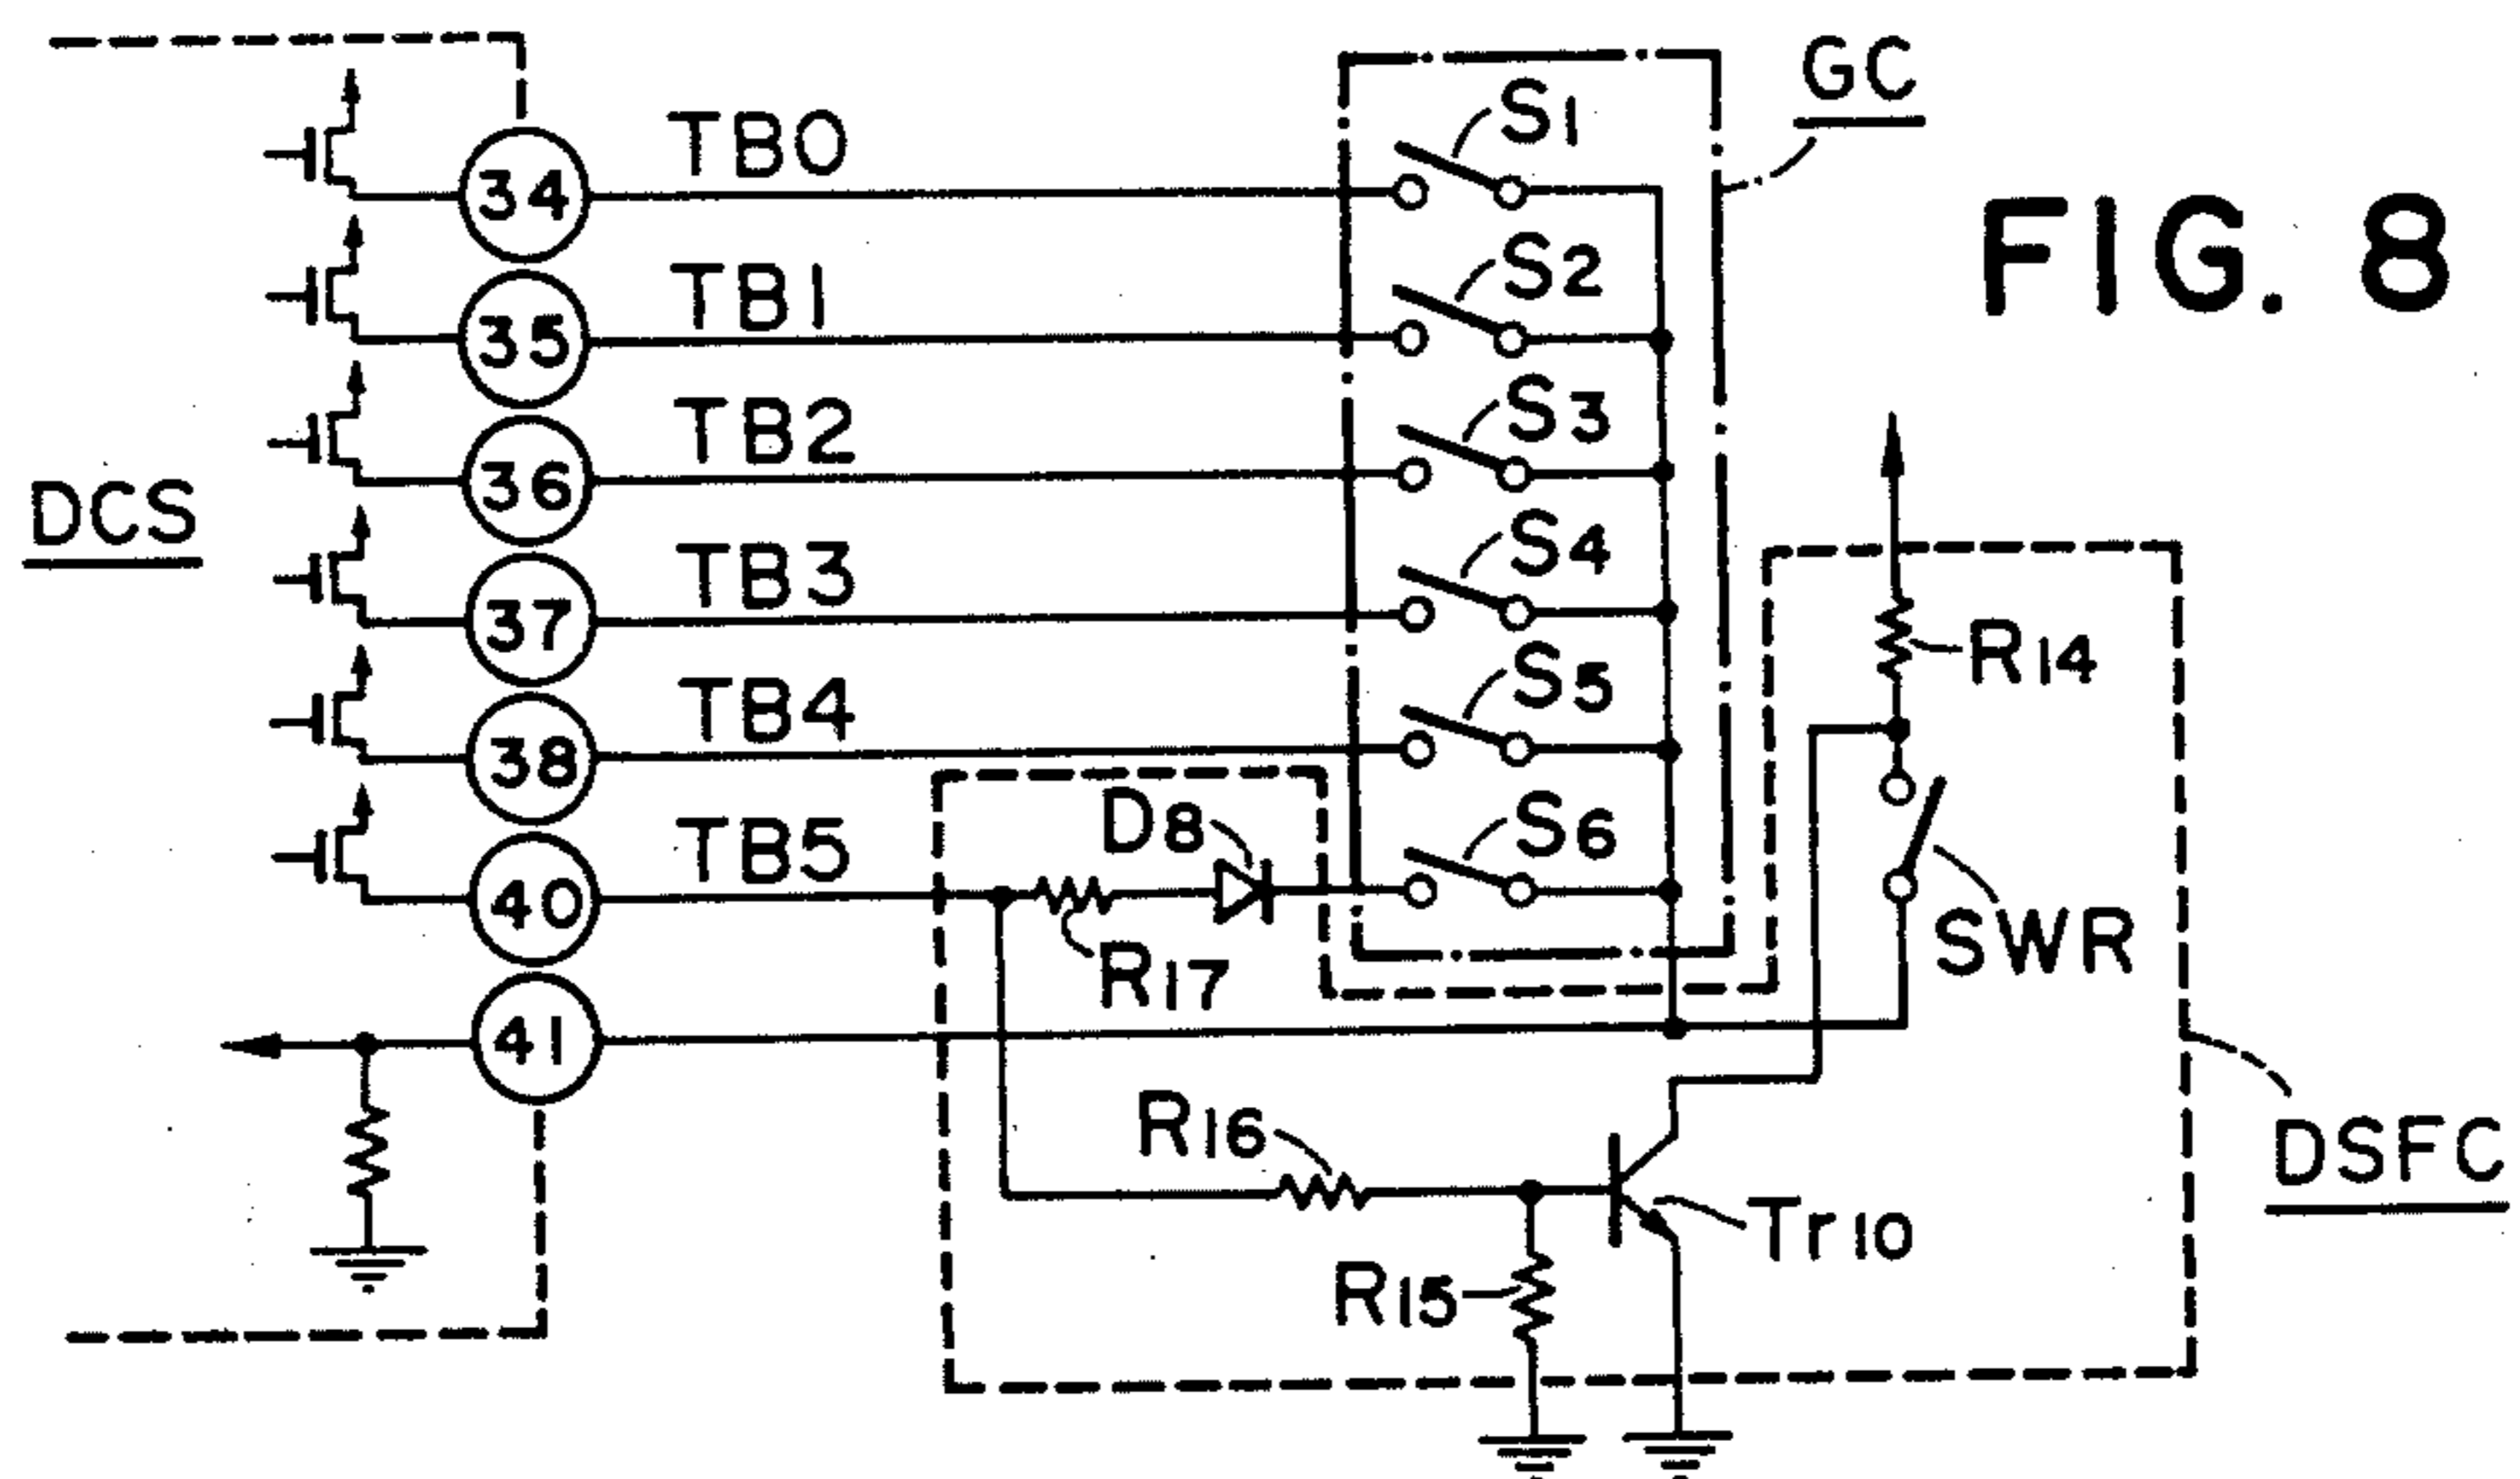 GC
FIG. 8
DCS
34 TB0 S1
35 TB1 S2
36 TB2 S3
37 TB3 S4
R14
38 TB4 S5
D8
40 TB5 S6
R17
SWR
41
R16
DSFC
Tr10
R15